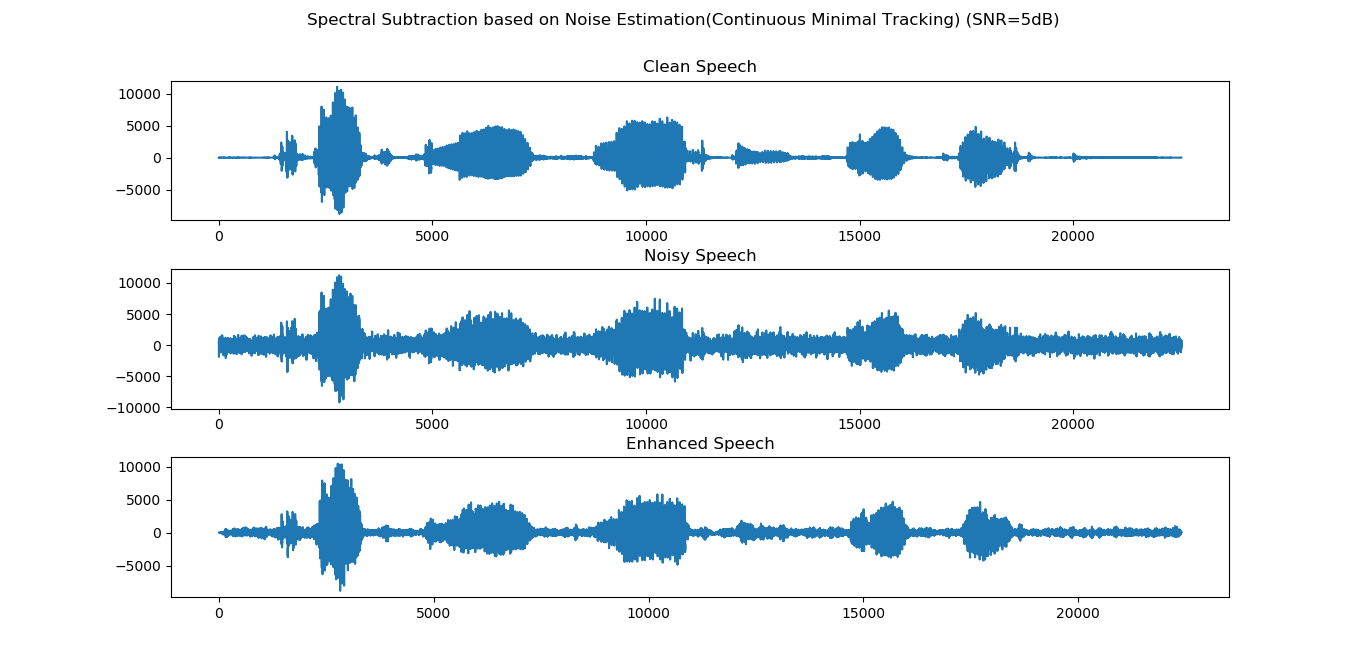 Spectral Subtraction based on Noise Estimation(Continuous Minimal Tracking) (SNR=5dB)
Clean Speech
10000
5000
0
−5000
0 5000 10000 15000 20000
Noisy Speech
10000
5000
0
−5000
−10000
0 5000 10000 15000 20000
Enhanced Speech
10000
5000
0
−5000
0 5000 10000 15000 20000